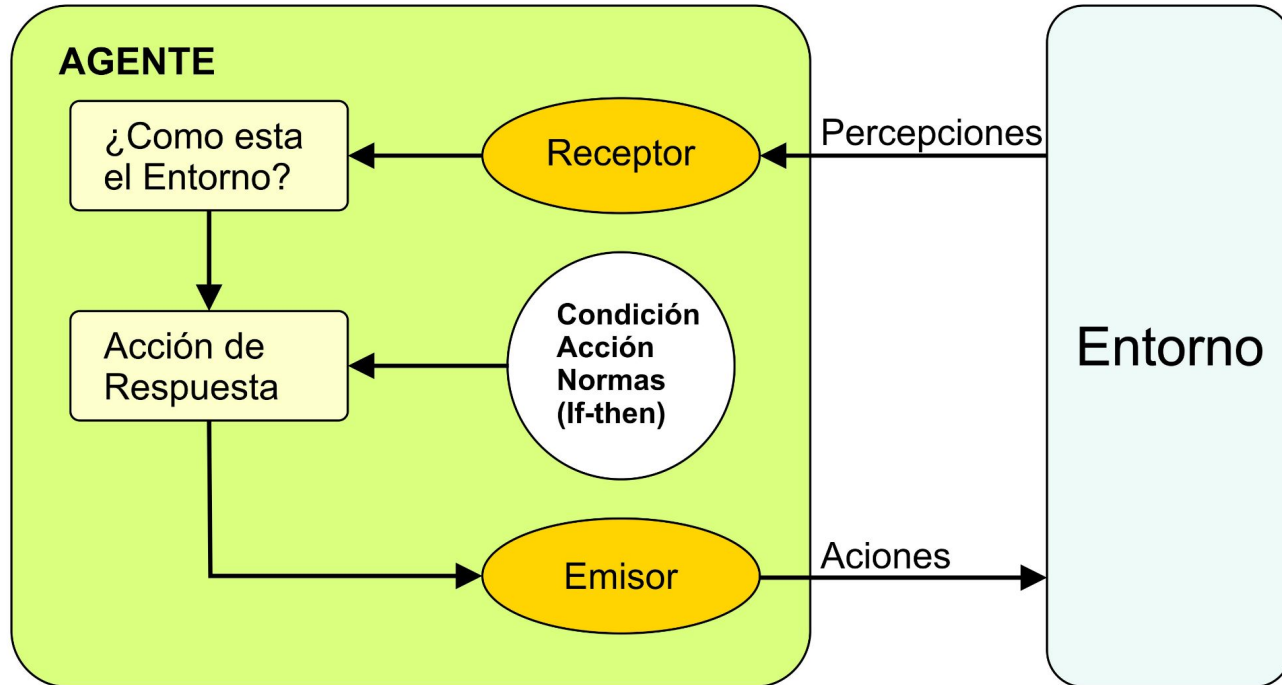 AGENTE
¿Como esta
el Entorno?
Receptor
Percepciones
Condición
Acción
Normas
(If-then)
Acción de
Respuesta
Entorno
Emisor
Aciones